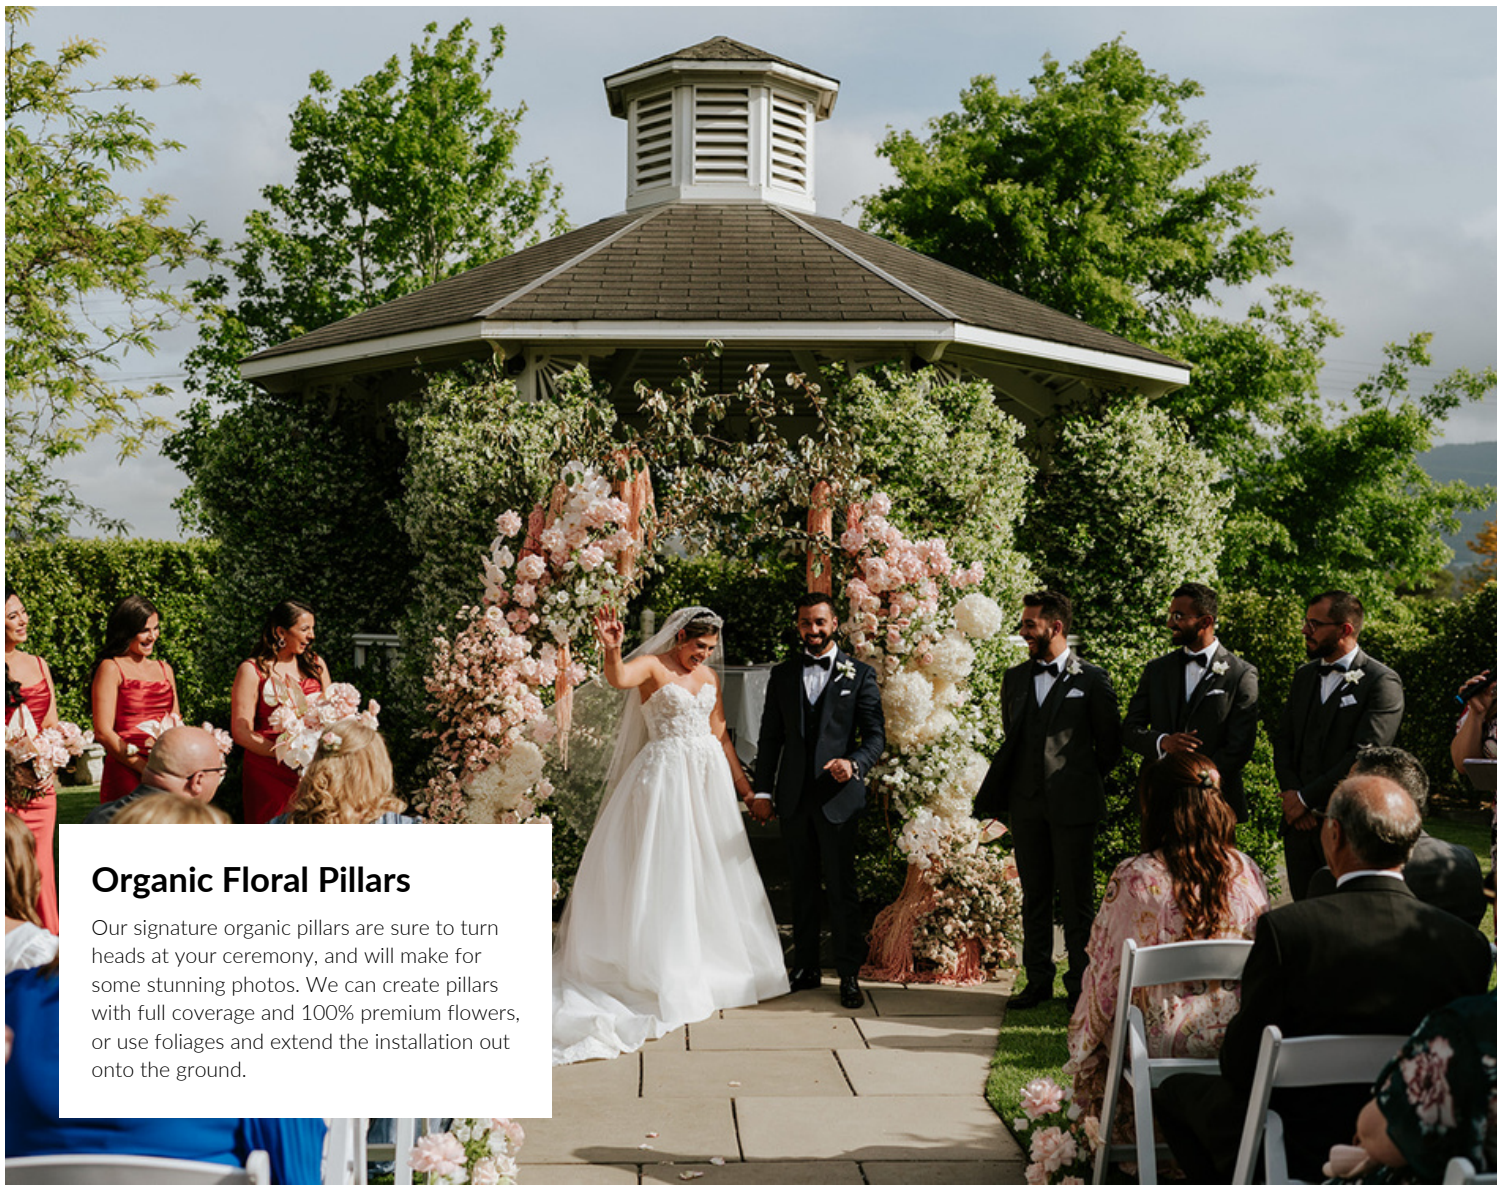 Organic Floral Pillars
Our signature organic pillars are sure to turn
heads at your ceremony, and will make for
some stunning photos. We can create pillars
with full coverage and 100% premium flowers,
or use foliages and extend the installation out
onto the ground.